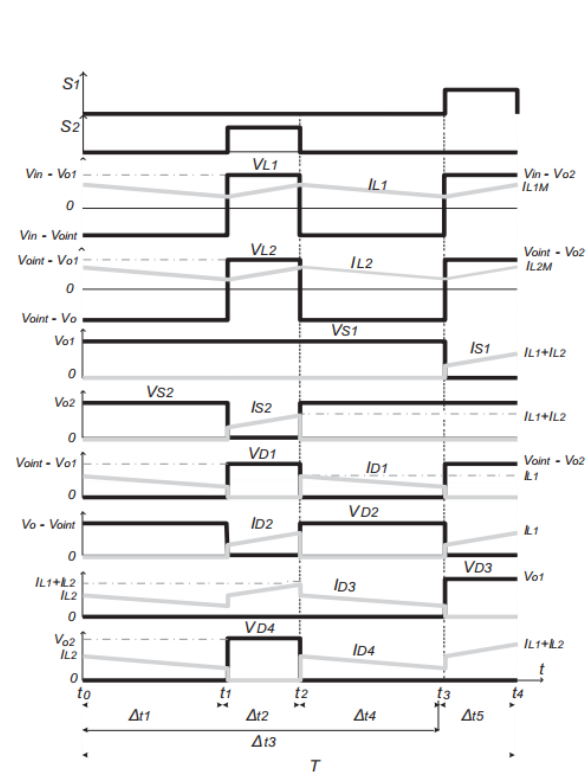 S1
S2
Vin - Vo1 VL1 Vin - Vo2
IL1 IL1M
0
Vin - Voint
Voint - Vo1 VL2 IL2 Voint - Vo2
IL2M
0
Voint - Vo
Vo1 VS1
IS1 IL1+IL2
0
Vo2 VS2 IS2
IL1+IL2
0
Voint - Vo1 VD1 ID1 Voint - Vo2
IL1
0
Vo - Voint ID2 VD2 IL1
0
IL1+IL2 ID3 VD3 Vo1
IL2
0
Vo2 VD4 IL1+IL2
IL2 ID4
0 t
t0 t1 t2 t3 t4
Δt1 Δt2 Δt4 Δt5
Δt3
T